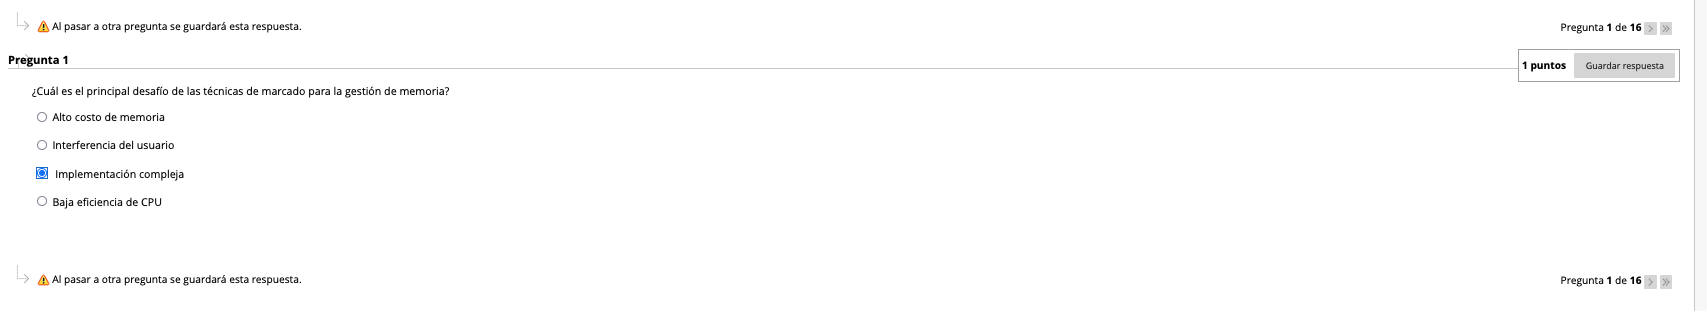 Al pasar a otra pregunta se guardará esta respuesta.
Pregunta 1 de 16
Pregunta 1
1 puntos
Guardar respuesta
¿Cuál es el principal desafío de las técnicas de marcado para la gestión de memoria?
Alto costo de memoria
Interferencia del usuario
Implementación compleja
Baja eficiencia de CPU
Al pasar a otra pregunta se guardará esta respuesta.
Pregunta 1 de 16